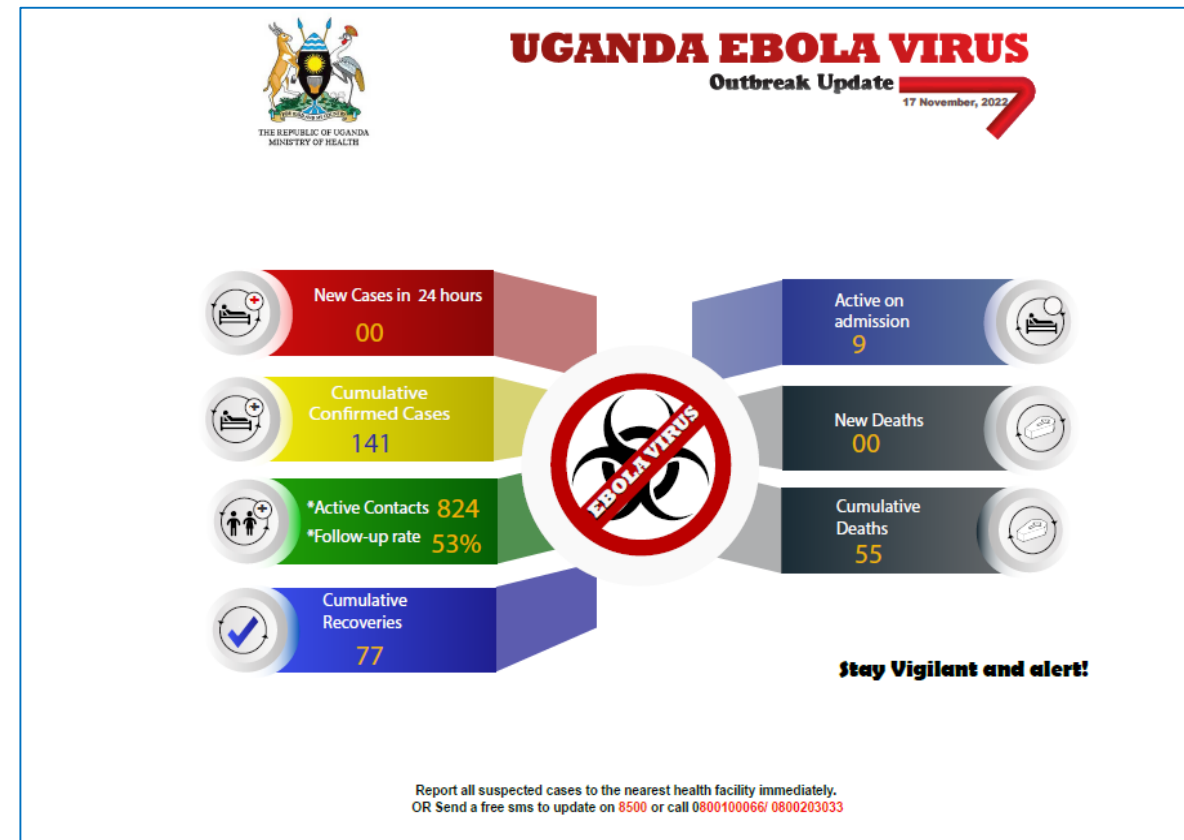 THE REPUBLIC OF UGANDA
MINISTRY OF HEALTH
UGANDA EBOLA VIRUS
Outbreak Update
17 November, 2022
New Cases in 24 hours
00
Cumulative
Confirmed Cases
141
*Active Contacts 824
*Follow-up rate 53%
Cumulative
Recoveries
77
EBOLA VIRUS
Active on
admission
9
New Deaths
00
Cumulative
Deaths
55
Stay Vigilant and alert!
Report all suspected cases to the nearest health facility immediately.
OR Send a free sms to update on 8500 or call 0800100066/ 0800203033